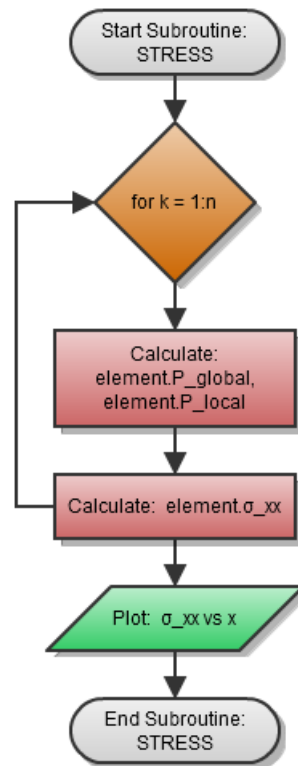 Start Subroutine:
STRESS
for k = 1:n
Calculate:
element.P_global,
element.P_local
Calculate:  element.σ_xx
Plot:  σ_xx vs x
End Subroutine:
STRESS